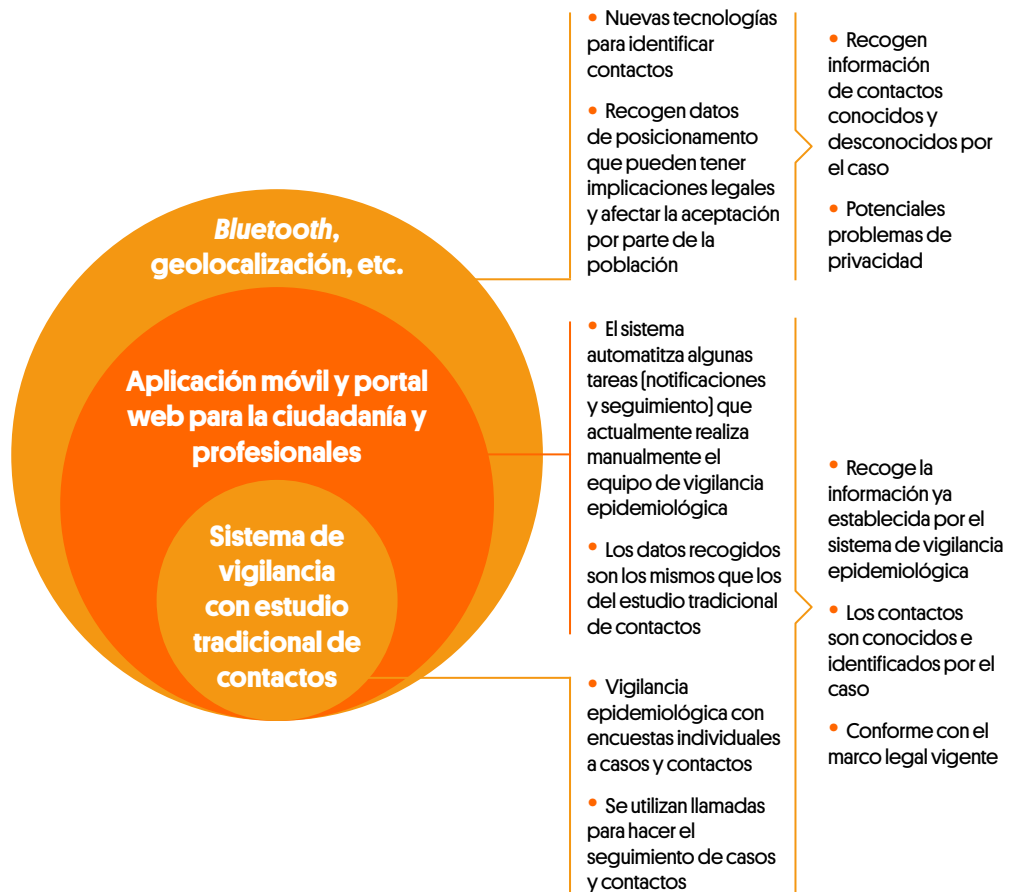 Bluetooth,
geolocalización, etc.
Aplicación móvil y portal
web para la ciudadanía y
profesionales
Sistema de
vigilancia
con estudio
tradicional de
contactos
• Nuevas tecnologías
para identificar
contactos
• Recogen datos
de posicionamento
que pueden tener
implicaciones legales
y afectar la aceptación
por parte de la
población
• Recogen
información
de contactos
conocidos y
desconocidos por
el caso
• Potenciales
problemas de
privacidad
• El sistema
automatitza algunas
tareas (notificaciones
y seguimiento) que
actualmente realiza
manualmente el
equipo de vigilancia
epidemiológica
• Los datos recogidos
son los mismos que los
del estudio tradicional
de contactos
• Vigilancia
epidemiológica con
encuestas individuales
a casos y contactos
• Se utilizan llamadas
para hacer el
seguimiento de casos
y contactos
• Recoge la
información ya
establecida por el
sistema de vigilancia
epidemiológica
• Los contactos
son conocidos e
identificados por el
caso
• Conforme con el
marco legal vigente